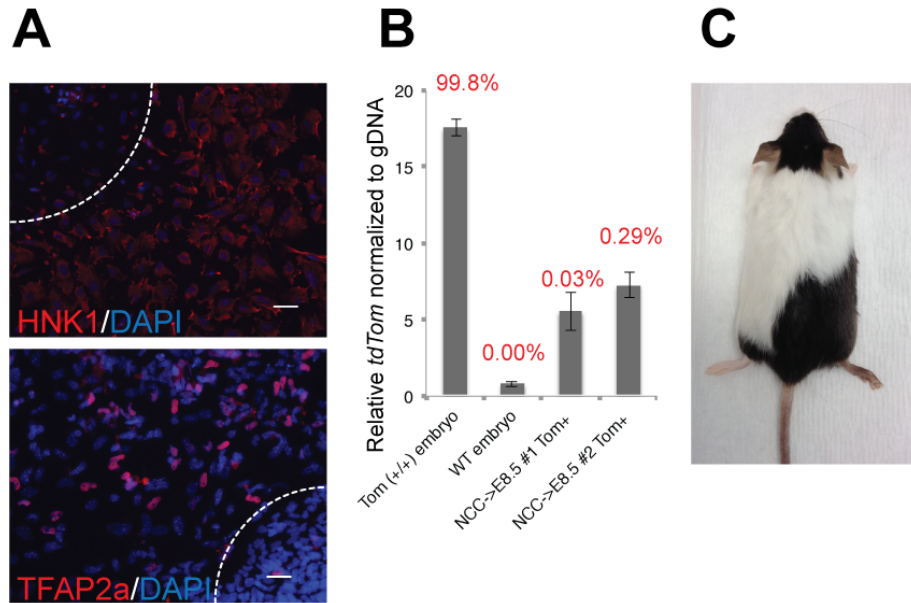 A
HNK1/DAPI
TFAP2a/DAPI
B
Relative tdTom normalized to gDNA
20
15
10
5
0
99.8%
0.00%
0.03%
0.29%
Tom (+/+) embryo
WT embryo
NCC->E8.5 #1 Tom+
NCC->E8.5 #2 Tom+
C